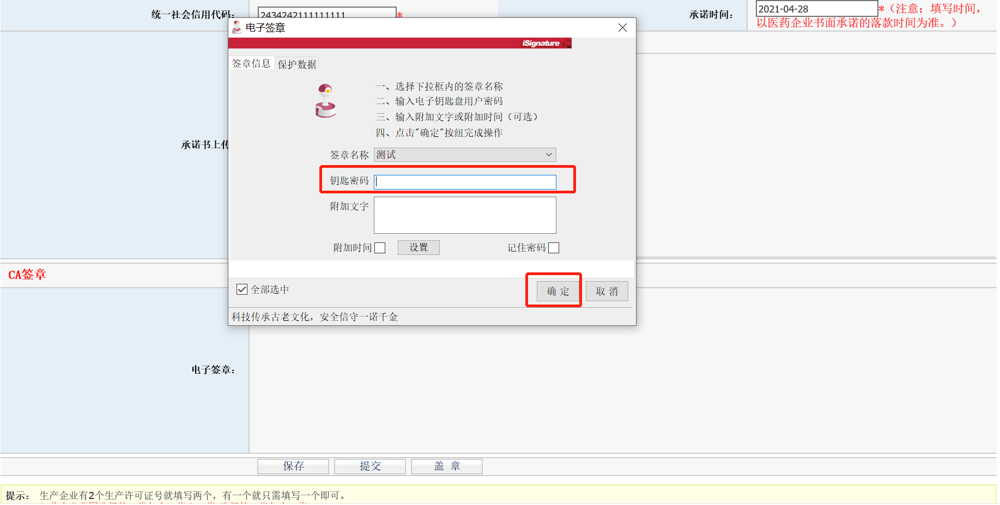 统一社会信用代码：
2434242111111111
*
承诺时间：
2021-04-28
*（注意：填写时间，
以医药企业书面承诺的落款时间为准。）
电子签章
iSignature
签章信息
保护数据
一、选择下拉框内的签章名称
二、输入电子钥匙盘用户密码
三、输入附加文字或附加时间（可选）
四、点击"确定"按纽完成操作
承诺书上传
签章名称
测试
钥匙密码
附加文字
附加时间
设置
记住密码
CA签章
全部选中
确 定
取 消
科技传承古老文化，安全信守一诺千金
电子签章：
保存
提交
盖 章
提示：
生产企业有2个生产许可证号就填写两个，有一个就只需填写一个即可。